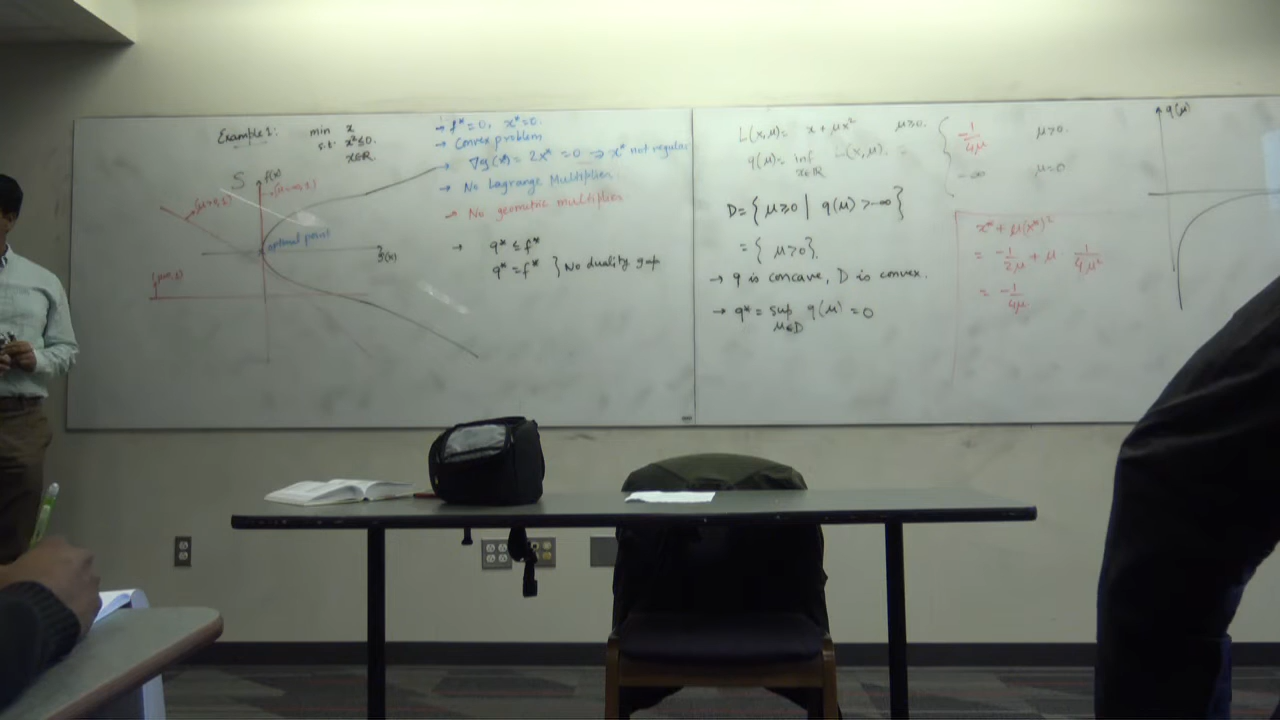 Example 1: min x
s.t. x² ≤ 0.
x ∈ ℝ.
S
f(x)
g(x)
optimal point
→ f* = 0, x* = 0.
→ Convex problem
→ ∇g(x*) = 2x* = 0 → x* not regular
→ No Lagrange Multipliers
→ No geometric multipliers
→ q* ≤ f*
q* = f* } No duality gap
L(x,μ) = x + μx² μ≥0.
q(μ) = inf L(x,μ) =
x∈ℝ
{ -1/4μ μ>0.
-∞ μ=0
D = { μ≥0 | q(μ) > -∞ }
= { μ>0 }.
→ q is concave, D is convex.
→ q* = sup q(μ) = 0
μ∈D
x* + μ(x*)²
= -1/2μ + μ 1/4μ²
= -1/4μ
q(μ)